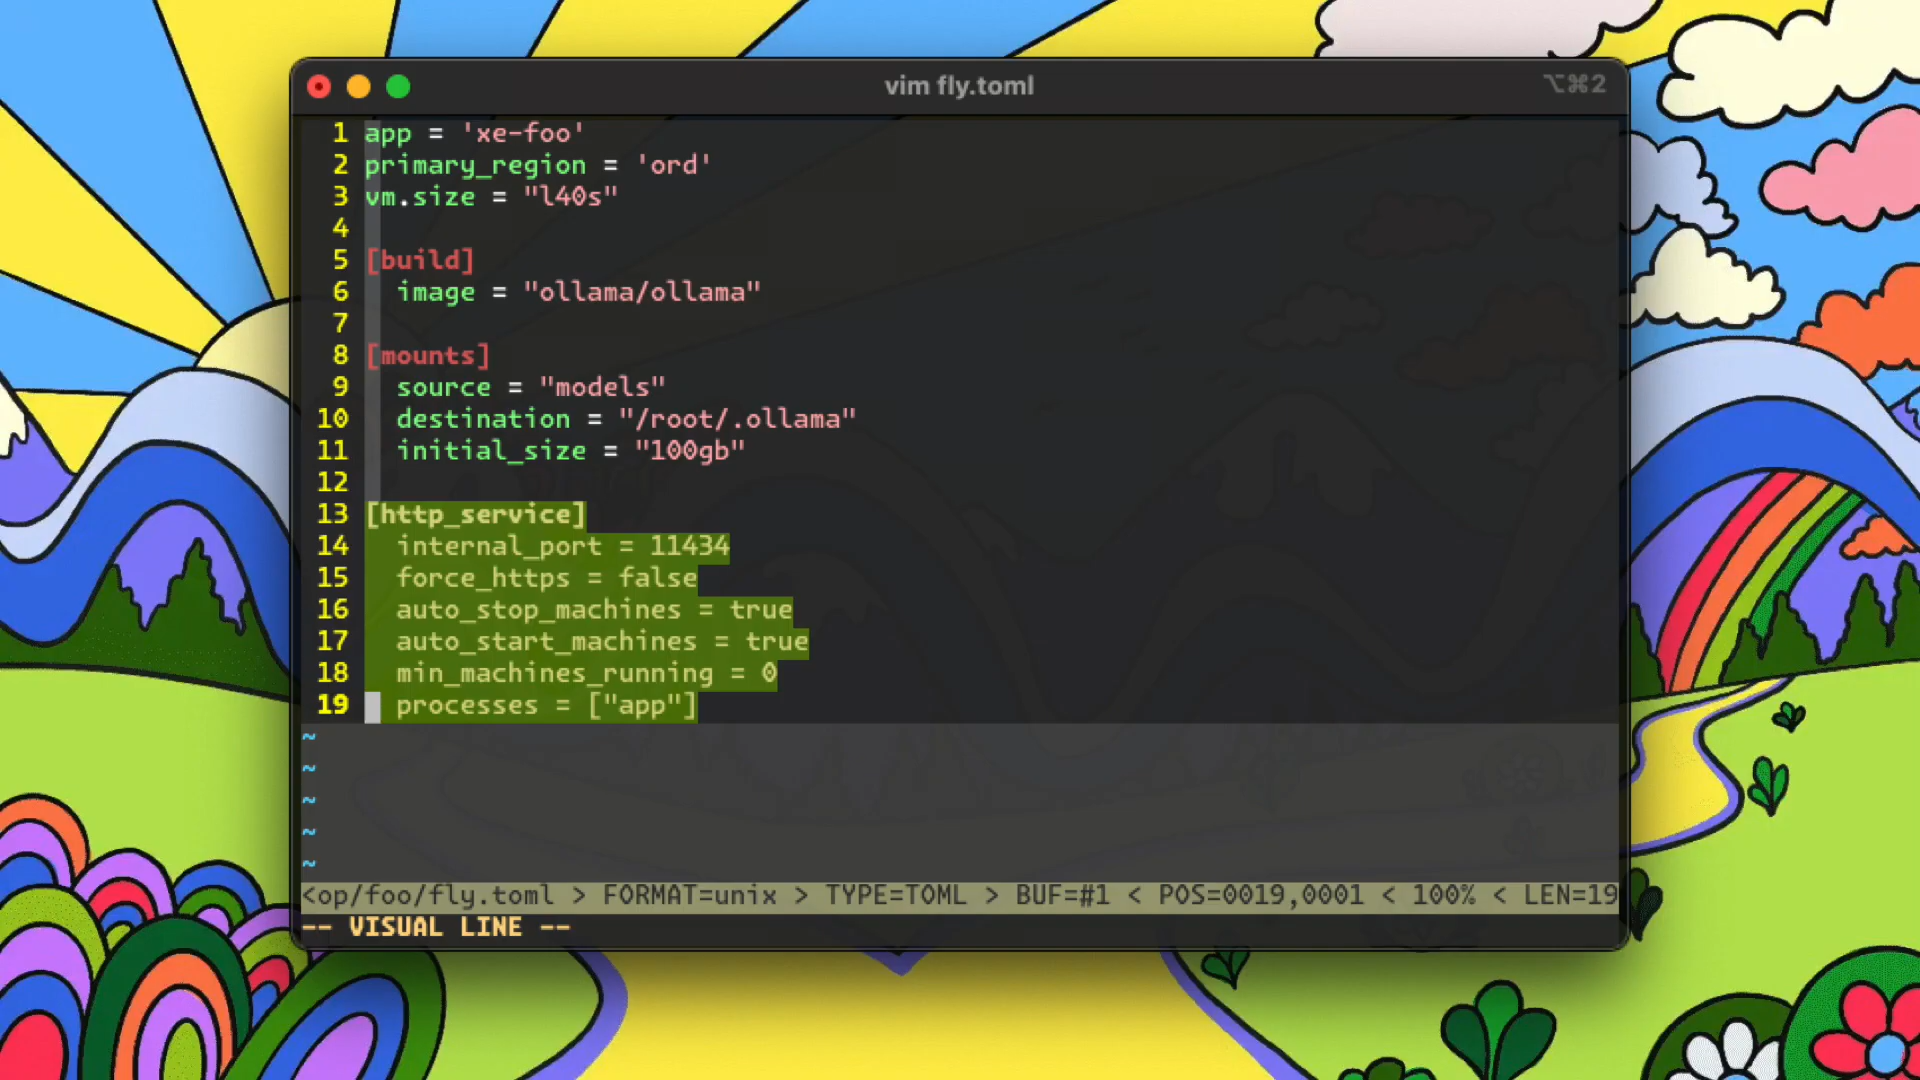 vim fly.toml
⌥⌘2
1 app = 'xe-foo'
2 primary_region = 'ord'
3 vm.size = "l40s"
4
5 [build]
6   image = "ollama/ollama"
7
8 [mounts]
9   source = "models"
10   destination = "/root/.ollama"
11   initial_size = "100gb"
12
13 [http_service]
14   internal_port = 11434
15   force_https = false
16   auto_stop_machines = true
17   auto_start_machines = true
18   min_machines_running = 0
19   processes = ["app"]
~
~
~
~
~
<op/foo/fly.toml > FORMAT=unix > TYPE=TOML > BUF=#1 < POS=0019,0001 < 100% < LEN=19
-- VISUAL LINE --